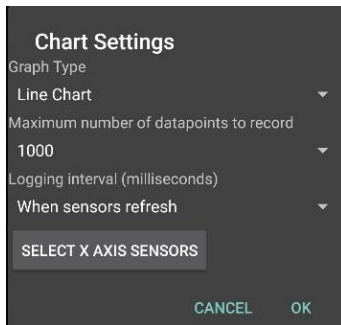 Chart Settings
Graph Type
Line Chart
Maximum number of datapoints to record
1000
Logging interval (milliseconds)
When sensors refresh
SELECT X AXIS SENSORS
CANCEL OK